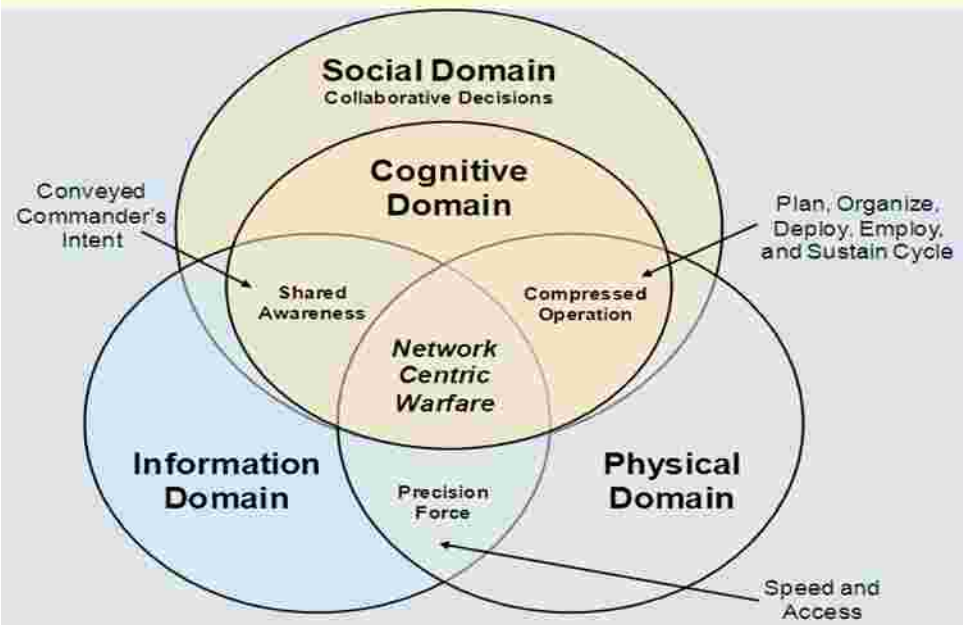 Social Domain
Collaborative Decisions
Cognitive
Domain
Conveyed
Commander's
Intent
Plan, Organize,
Deploy, Employ,
and Sustain Cycle
Shared
Awareness
Compressed
Operation
Network
Centric
Warfare
Information
Domain
Physical
Domain
Precision
Force
Speed and
Access